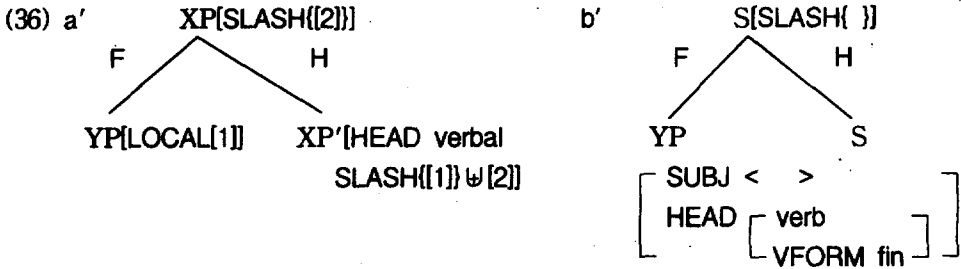 (36) a′ XP[SLASH{[2]}] b′ S[SLASH{ }]
F H F H
YP[LOCAL[1]] XP′[HEAD verbal YP S
SLASH{[1]}⊎[2]]
SUBJ < >
HEAD verb
VFORM fin